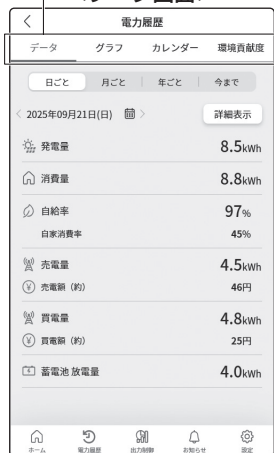 電力履歴
データ グラフ カレンダー 環境貢献度
日ごと 月ごと 年ごと 今まで
2025年09月21日(日) 詳細表示
発電量 8.5kWh
消費量 8.8kWh
自給率 97%
自家消費率 45%
売電量 4.5kWh
売電額（約） 46円
買電量 4.8kWh
買電額（約） 25円
蓄電池 放電量 4.0kWh
ホーム 電力履歴 出力制御 お知らせ 設定